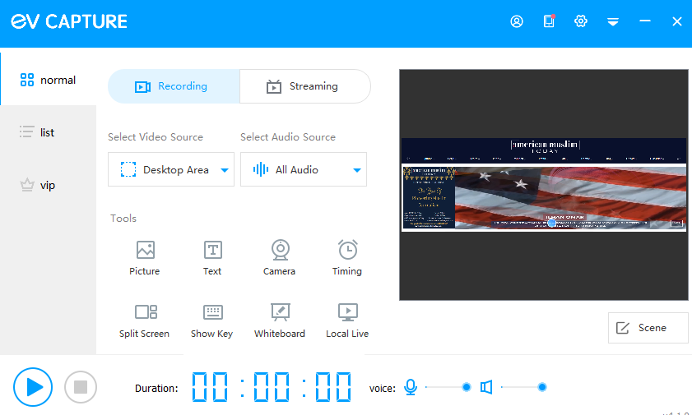 EV CAPTURE
normal
list
vip
Recording
Streaming
Select Video Source
Select Audio Source
Desktop Area
All Audio
Tools
Picture
Text
Camera
Timing
Split Screen
Show Key
Whiteboard
Local Live
american muslim
TODAY
Scene
Duration:
00:00:00
voice: